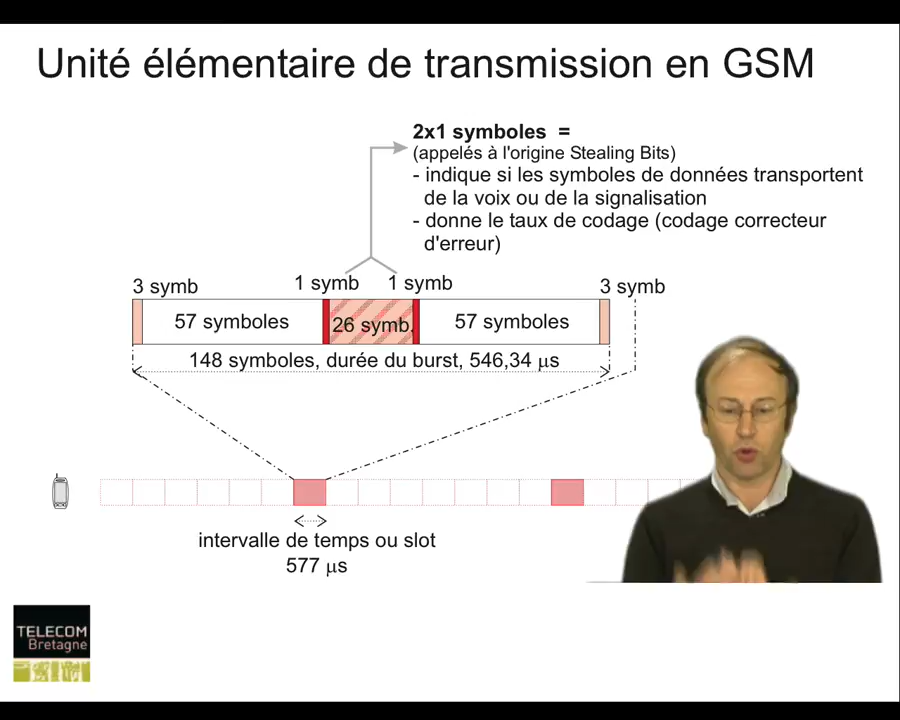 Unité élémentaire de transmission en GSM
2x1 symboles =
(appelés à l'origine Stealing Bits)
- indique si les symboles de données transportent
de la voix ou de la signalisation
- donne le taux de codage (codage correcteur
d'erreur)
3 symb
1 symb
1 symb
3 symb
57 symboles
26 symb.
57 symboles
148 symboles, durée du burst, 546,34 μs
intervalle de temps ou slot
577 μs
TELECOM
Bretagne